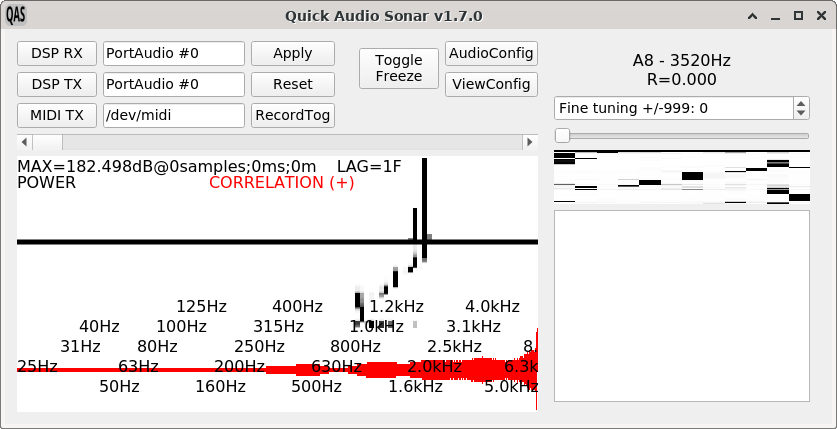 QAS
Quick Audio Sonar v1.7.0
DSP RX PortAudio #0 Apply
DSP TX PortAudio #0 Reset
MIDI TX /dev/midi RecordTog
Toggle
Freeze
AudioConfig
ViewConfig
A8 - 3520Hz
R=0.000
Fine tuning +/-999: 0
MAX=182.498dB@0samples;0ms;0m LAG=1F
POWER CORRELATION (+)
125Hz 400Hz 1.2kHz 4.0kHz
40Hz 100Hz 315Hz 1.0kHz 3.1kHz
31Hz 80Hz 250Hz 800Hz 2.5kHz 8.
25Hz 63Hz 200Hz 630Hz 2.0kHz 6.3k
50Hz 160Hz 500Hz 1.6kHz 5.0kHz